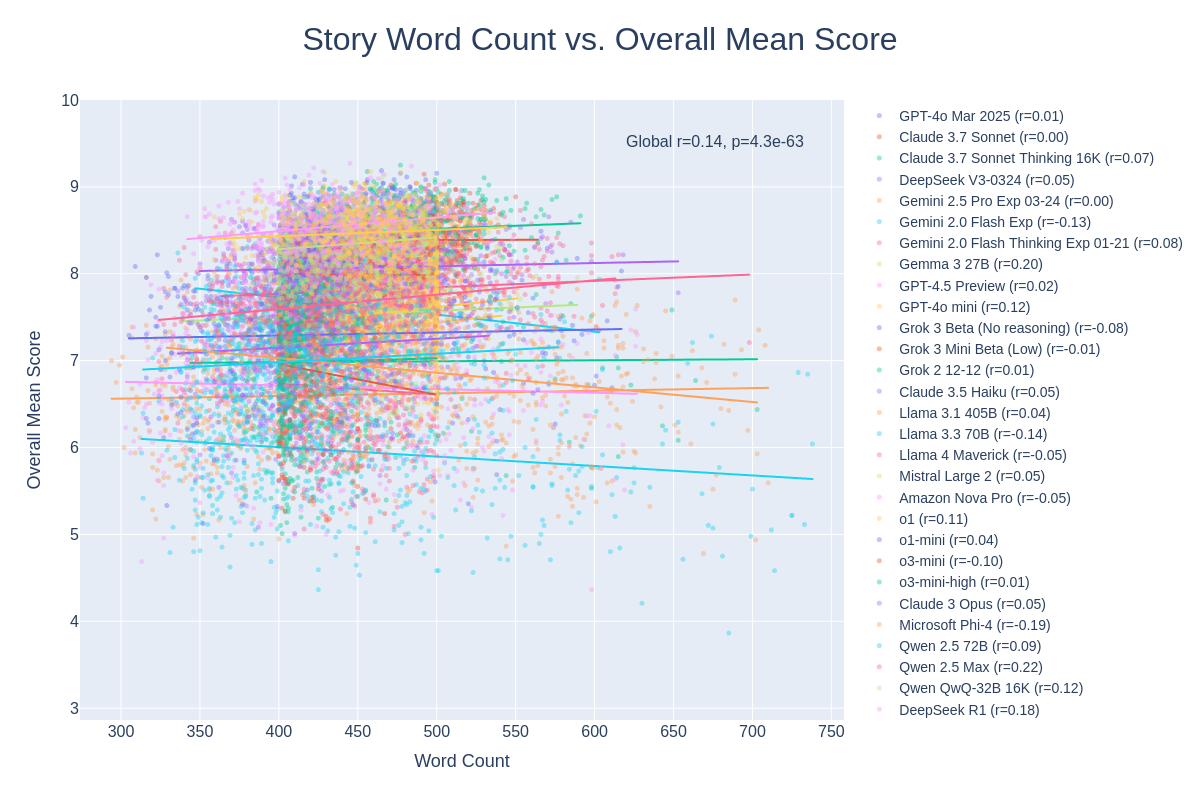 Story Word Count vs. Overall Mean Score
Global r=0.14, p=4.3e-63
Overall Mean Score
10
9
8
7
6
5
4
3
300
350
400
450
500
550
600
650
700
750
Word Count
GPT-4o Mar 2025 (r=0.01)
Claude 3.7 Sonnet (r=0.00)
Claude 3.7 Sonnet Thinking 16K (r=0.07)
DeepSeek V3-0324 (r=0.05)
Gemini 2.5 Pro Exp 03-24 (r=0.00)
Gemini 2.0 Flash Exp (r=-0.13)
Gemini 2.0 Flash Thinking Exp 01-21 (r=0.08)
Gemma 3 27B (r=0.20)
GPT-4.5 Preview (r=0.02)
GPT-4o mini (r=0.12)
Grok 3 Beta (No reasoning) (r=-0.08)
Grok 3 Mini Beta (Low) (r=-0.01)
Grok 2 12-12 (r=0.01)
Claude 3.5 Haiku (r=0.05)
Llama 3.1 405B (r=0.04)
Llama 3.3 70B (r=-0.14)
Llama 4 Maverick (r=-0.05)
Mistral Large 2 (r=0.05)
Amazon Nova Pro (r=-0.05)
o1 (r=0.11)
o1-mini (r=0.04)
o3-mini (r=-0.10)
o3-mini-high (r=0.01)
Claude 3 Opus (r=0.05)
Microsoft Phi-4 (r=-0.19)
Qwen 2.5 72B (r=0.09)
Qwen 2.5 Max (r=0.22)
Qwen QwQ-32B 16K (r=0.12)
DeepSeek R1 (r=0.18)